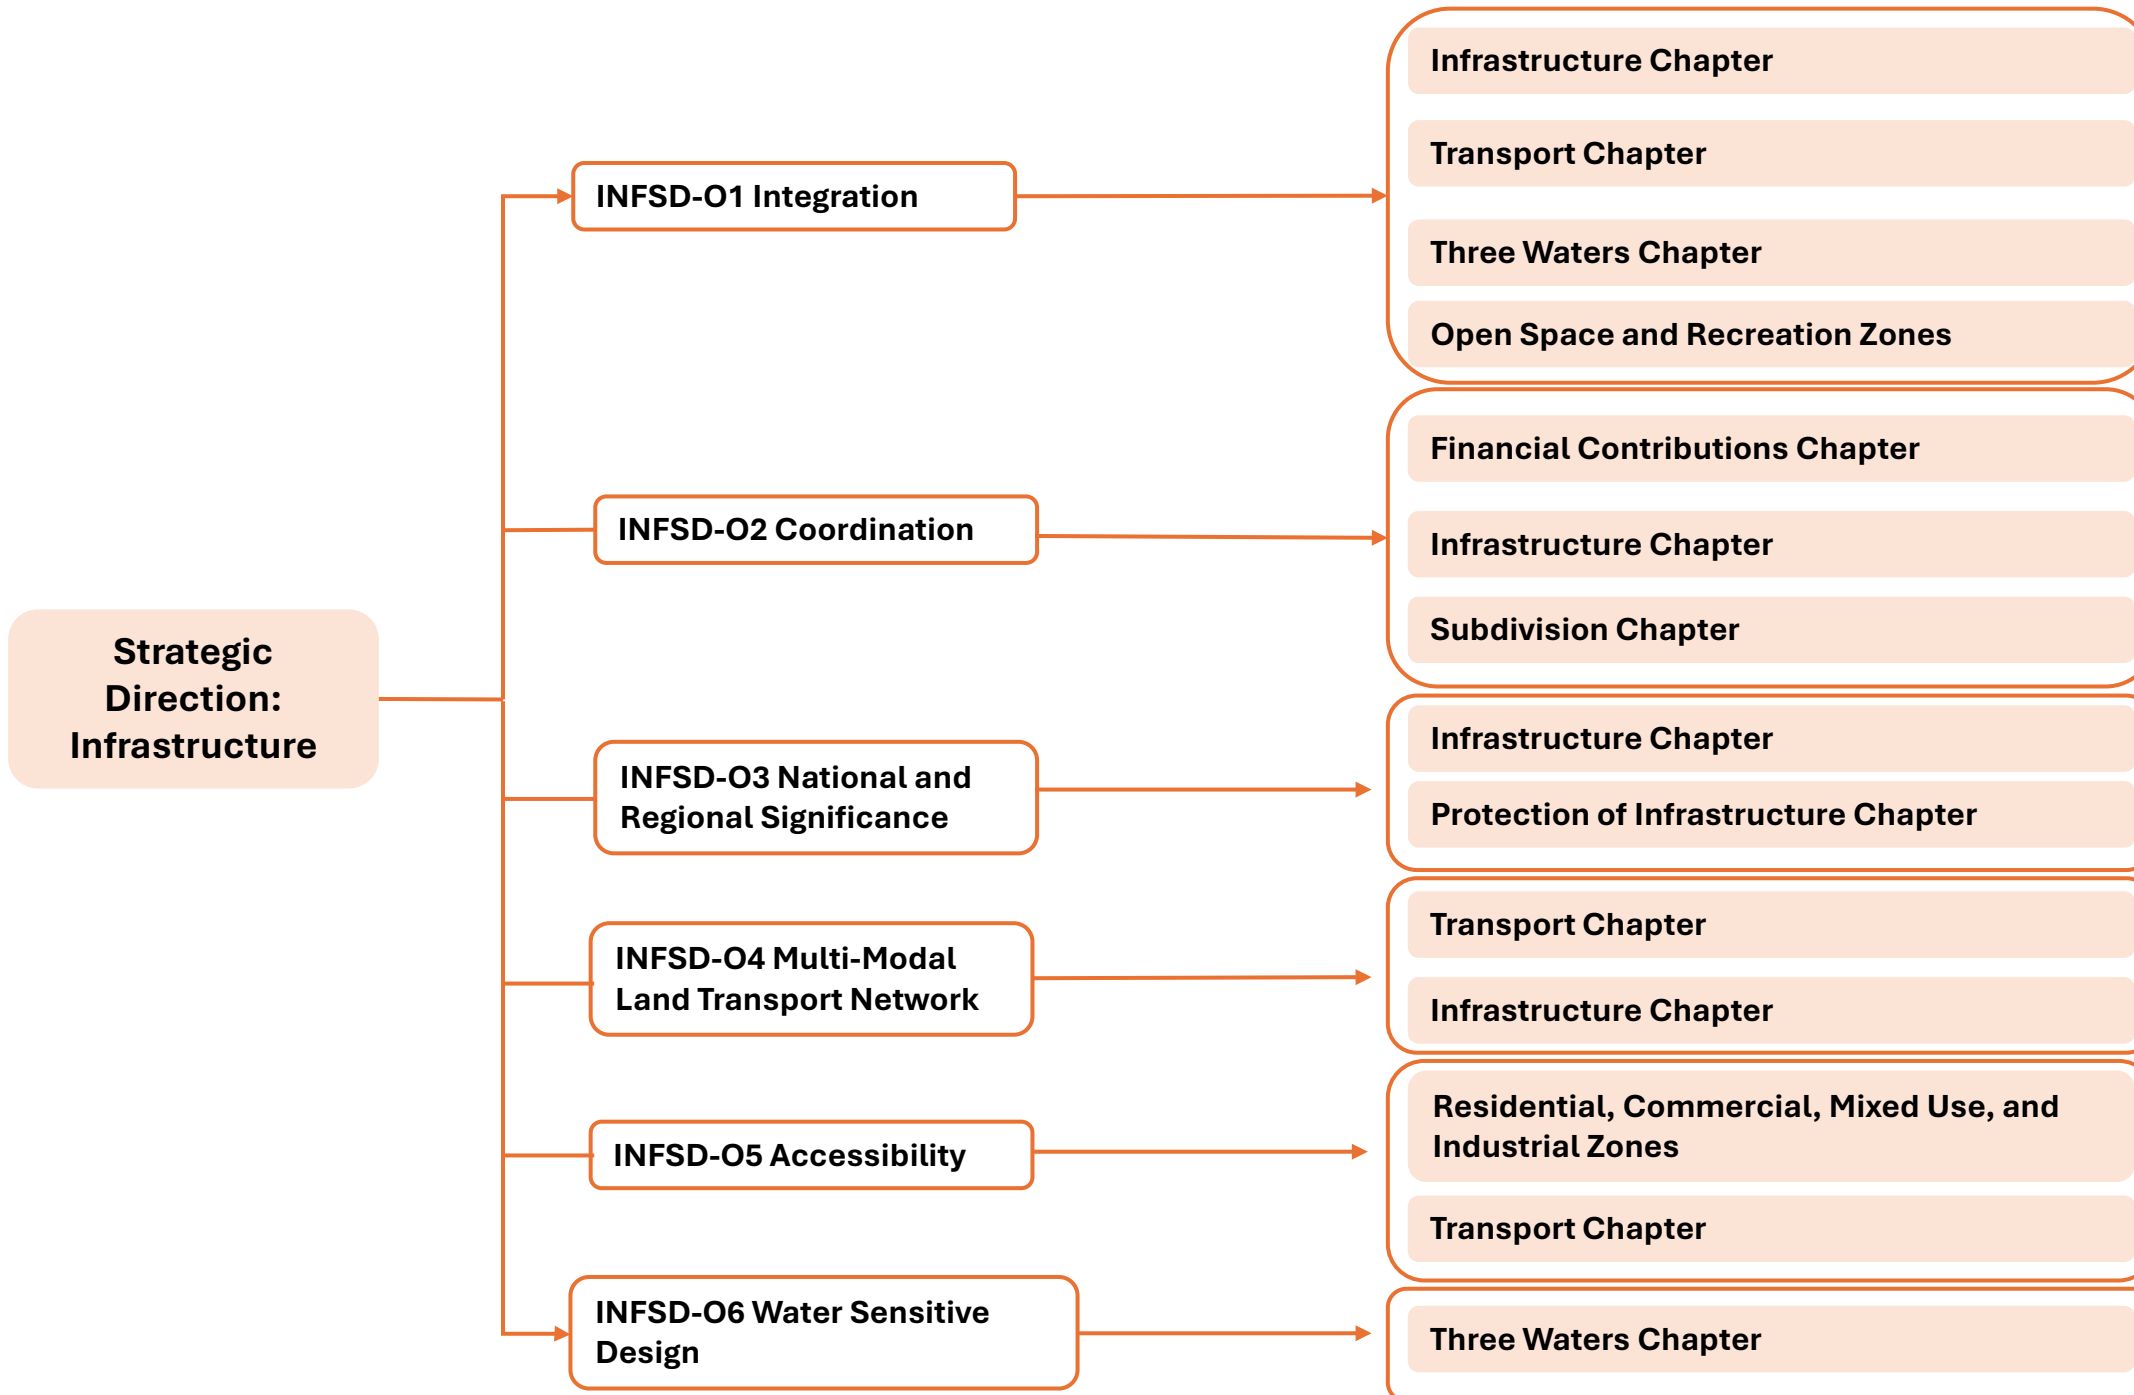 Strategic
Direction:
Infrastructure
INFSD-O1 Integration
Infrastructure Chapter
Transport Chapter
Three Waters Chapter
Open Space and Recreation Zones
INFSD-O2 Coordination
Financial Contributions Chapter
Infrastructure Chapter
Subdivision Chapter
INFSD-O3 National and
Regional Significance
Infrastructure Chapter
Protection of Infrastructure Chapter
INFSD-O4 Multi-Modal
Land Transport Network
Transport Chapter
Infrastructure Chapter
INFSD-O5 Accessibility
Residential, Commercial, Mixed Use, and
Industrial Zones
Transport Chapter
INFSD-O6 Water Sensitive
Design
Three Waters Chapter